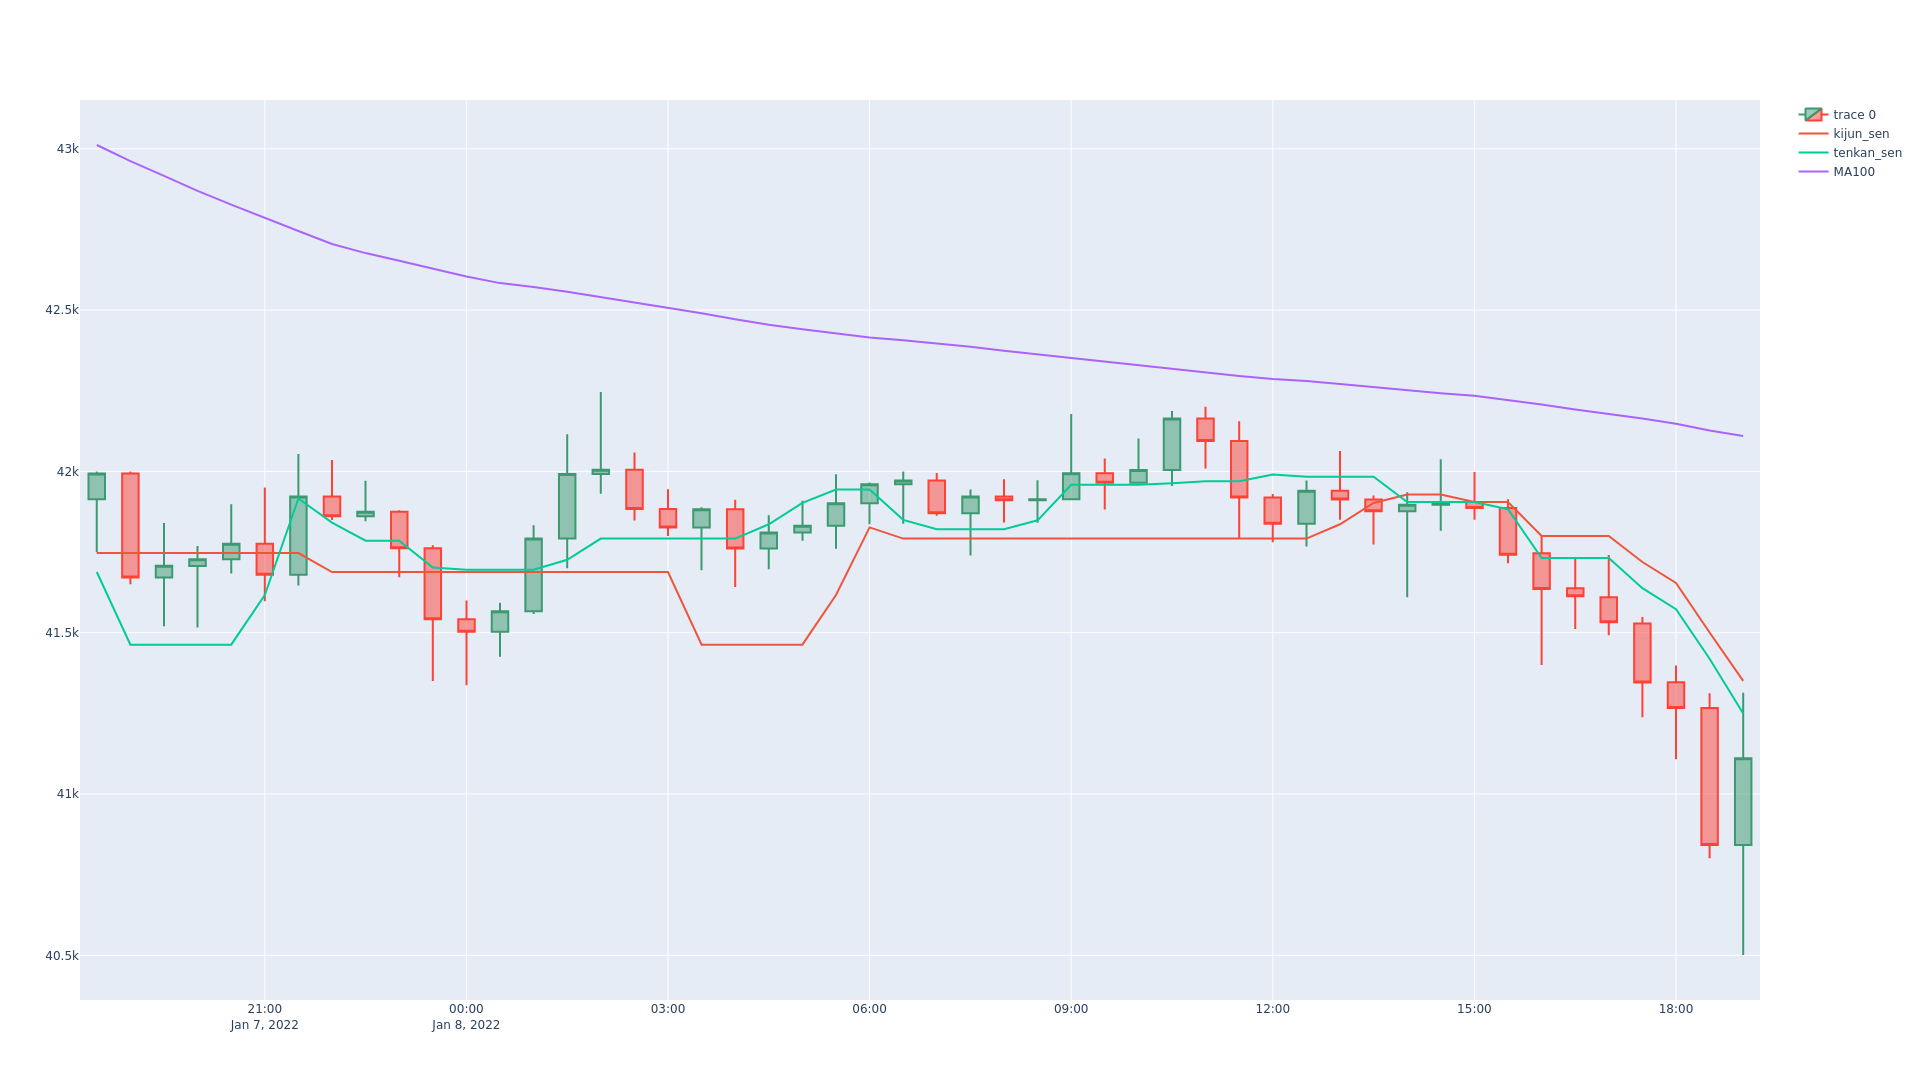 trace 0
kijun_sen
tenkan_sen
MA100
43k
42.5k
42k
41.5k
41k
40.5k
21:00 00:00 03:00 06:00 09:00 12:00 15:00 18:00
Jan 7, 2022 Jan 8, 2022